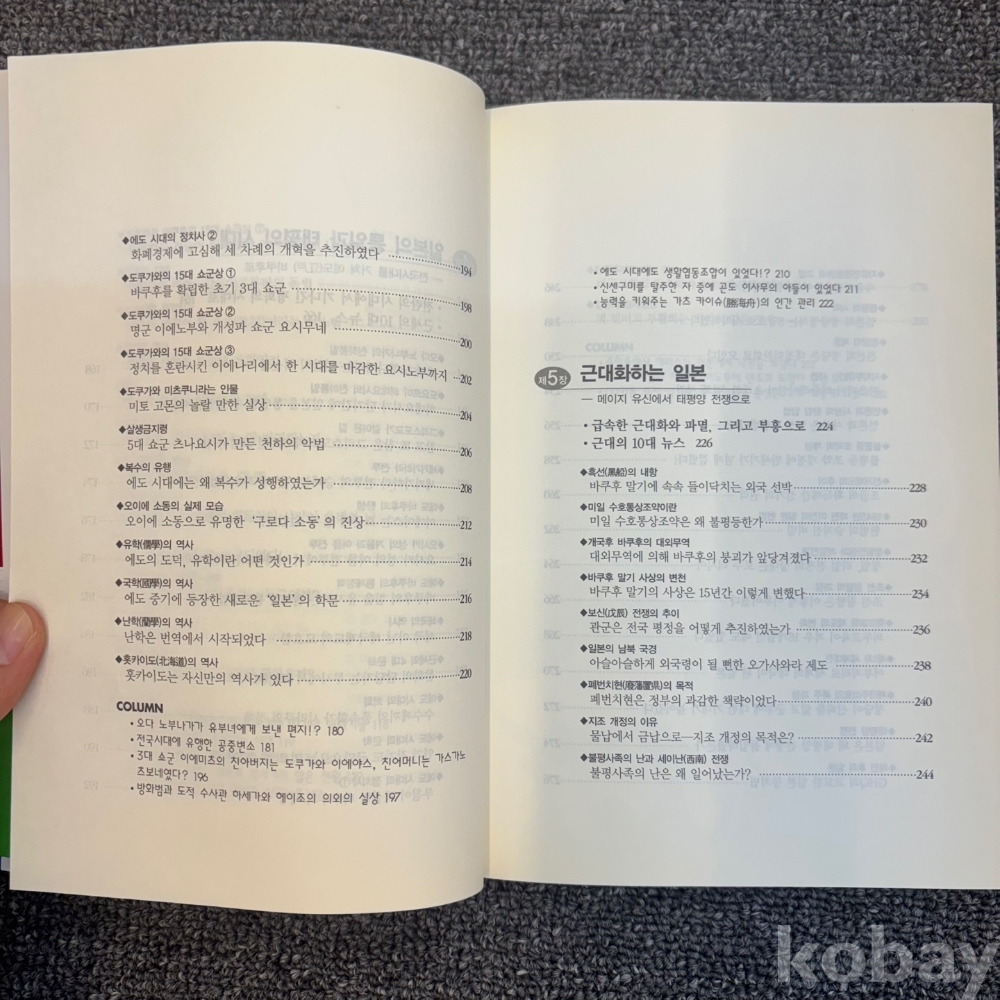 ◆에도 시대의 정치사 ②
화폐경제에 고심해 세 차례의 개혁을 추진하였다 194
◆도쿠가와의 15대 쇼군상 ①
바쿠후를 확립한 초기 3대 쇼군 198
◆도쿠가와의 15대 쇼군상 ②
명군 이에노부와 개성파 쇼군 요시무네 200
◆도쿠가와의 15대 쇼군상 ③
정치를 혼란시킨 이에나리에서 한 시대를 마감한 요시노부까지 202
◆도쿠가와 미츠쿠니라는 인물
미토 고몬의 놀랄 만한 실상 204
◆살생금지령
5대 쇼군 츠나요시가 만든 천하의 악법 206
◆복수의 유행
에도 시대에는 왜 복수가 성행하였는가 208
◆오이에 소동의 실제 모습
오이에 소동으로 유명한 '구로다 소동'의 진상 212
◆유학(儒學)의 역사
에도의 도덕, 유학이란 어떤 것인가 214
◆국학(國學)의 역사
에도 중기에 등장한 새로운 '일본'의 학문 216
◆난학(蘭學)의 역사
난학은 번역에서 시작되었다 218
◆홋카이도(北海道)의 역사
홋카이도는 자신만의 역사가 있다 220
COLUMN
• 오다 노부나가가 유부녀에게 보낸 편지!? 180
• 전국시대에 유행한 공중변소 181
• 3대 쇼군 이에미츠의 친아버지는 도쿠가와 이에야스, 친어머니는 가스가노
츠보네였다? 196
• 방화범과 도적 수사관 하세가와 헤이조의 의외의 실상 197
• 에도 시대에도 생활협동조합이 있었다!? 210
• 신센구미를 탈주한 자 중에 곤도 이사무의 아들이 있었다 211
• 능력을 키워주는 가츠 카이슈(勝海舟)의 인간 관리 222
제5장 근대화하는 일본
— 메이지 유신에서 태평양 전쟁으로
• 급속한 근대화와 파멸, 그리고 부흥으로 224
• 근대의 10대 뉴스 226
◆흑선(黑船)의 내항
바쿠후 말기에 속속 들이닥치는 외국 선박 228
◆미일 수호통상조약이란
미일 수호통상조약은 왜 불평등한가 230
◆개국후 바쿠후의 대외무역
대외무역에 의해 바쿠후의 붕괴가 앞당겨졌다 232
◆바쿠후 말기 사상의 변천
바쿠후 말기의 사상은 15년간 이렇게 변했다 234
◆보신(戊辰) 전쟁의 추이
관군은 전국 평정을 어떻게 추진하였는가 236
◆일본의 남북 국경
아슬아슬하게 외국령이 될 뻔한 오가사와라 제도 238
◆폐번치현(廢藩置縣)의 목적
폐번치현은 정부의 과감한 책략이었다 240
◆지조 개정의 이유
물납에서 금납으로—지조 개정의 목적은? 242
◆불평사족의 난과 세이난(西南) 전쟁
불평사족의 난은 왜 일어났는가? 244
kobay